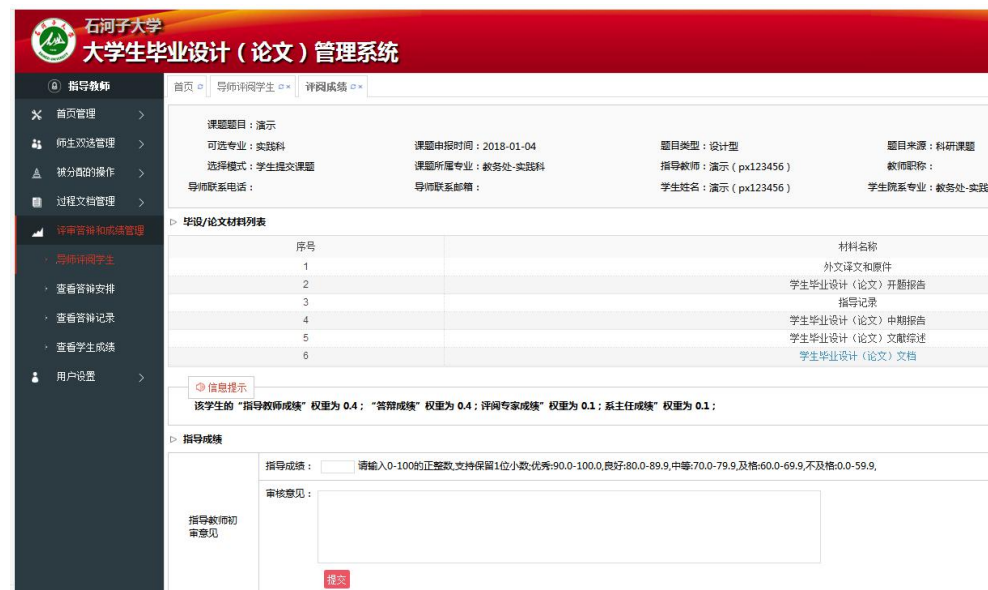 石河子大学
大学生毕业设计（论文）管理系统
指导教师
首页 导师评阅学生 评阅成绩
首页管理
师生双选管理
被分配的操作
过程文档管理
评审答辩和成绩管理
导师评阅学生
查看答辩安排
查看答辩记录
查看学生成绩
用户设置
课题题目：演示
可选专业：实践科 课题申报时间：2018-01-04 题目类型：设计型 题目来源：科研课题
选择模式：学生提交课题 课题所属专业：教务处-实践科 指导教师：演示（px123456） 教师职称：
导师联系电话： 导师联系邮箱： 学生姓名：演示（px123456） 学生院系专业：教务处-实践
毕设/论文材料列表
序号 材料名称
1 外文译文和原件
2 学生毕业设计（论文）开题报告
3 指导记录
4 学生毕业设计（论文）中期报告
5 学生毕业设计（论文）文献综述
6 学生毕业设计（论文）文档
信息提示
该学生的“指导教师成绩”权重为 0.4；“答辩成绩”权重为 0.4；评阅专家成绩”权重为 0.1；系主任成绩”权重为 0.1；
指导成绩
指导成绩： 请输入0-100的正整数,支持保留1位小数;优秀:90.0-100.0,良好:80.0-89.9,中等:70.0-79.9,及格:60.0-69.9,不及格:0.0-59.9,
审核意见：
指导教师初
审意见
提交